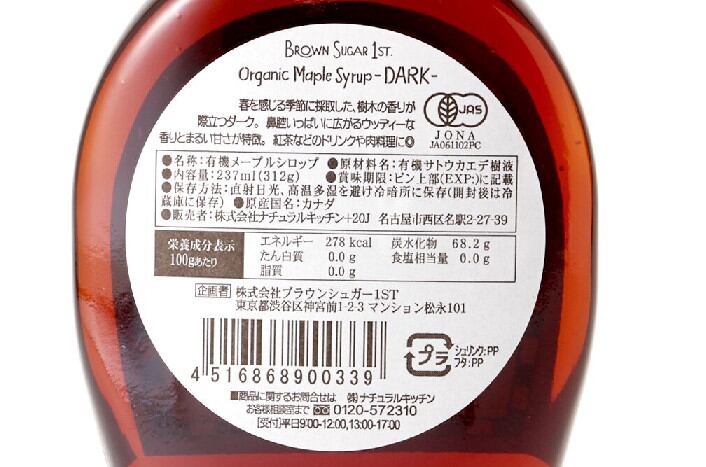 BROWN SUGAR 1ST.
Organic Maple Syrup -DARK-
春を感じる季節に採取した、樹木の香りが
際立つダーク。鼻腔いっぱいに広がるウッディーな
香りとまるい甘さが特徴。紅茶などのドリンクや肉料理に
JAS
JONA
JA061102PC
●名称:有機メープルシロップ ●原材料名:有機サトウカエデ樹液
●内容量:237ml(312g) ●賞味期限:ビン上部(EXP:)に記載
●保存方法:直射日光、高温多湿を避け冷暗所に保存(開封後は冷
蔵庫に保存) ●原産国名:カナダ
●販売者:株式会社ナチュラルキッチン+20J 名古屋市西区名駅2-27-39
栄養成分表示
100gあたり
エネルギー 278 kcal 炭水化物 68.2g
たん白質 0.0g 食塩相当量 0.0g
脂質 0.0g
企画者 株式会社ブラウンシュガー1ST
東京都渋谷区神宮前1-2-3 マンション松永101
4516868900339
プラ
シュリンク:PP
フタ:PP
■商品に関するお問合せは ㈱ナチュラルキッチン
お客様相談室まで 0120-572310
[受付]平日9:00-12:00,13:00-17:00